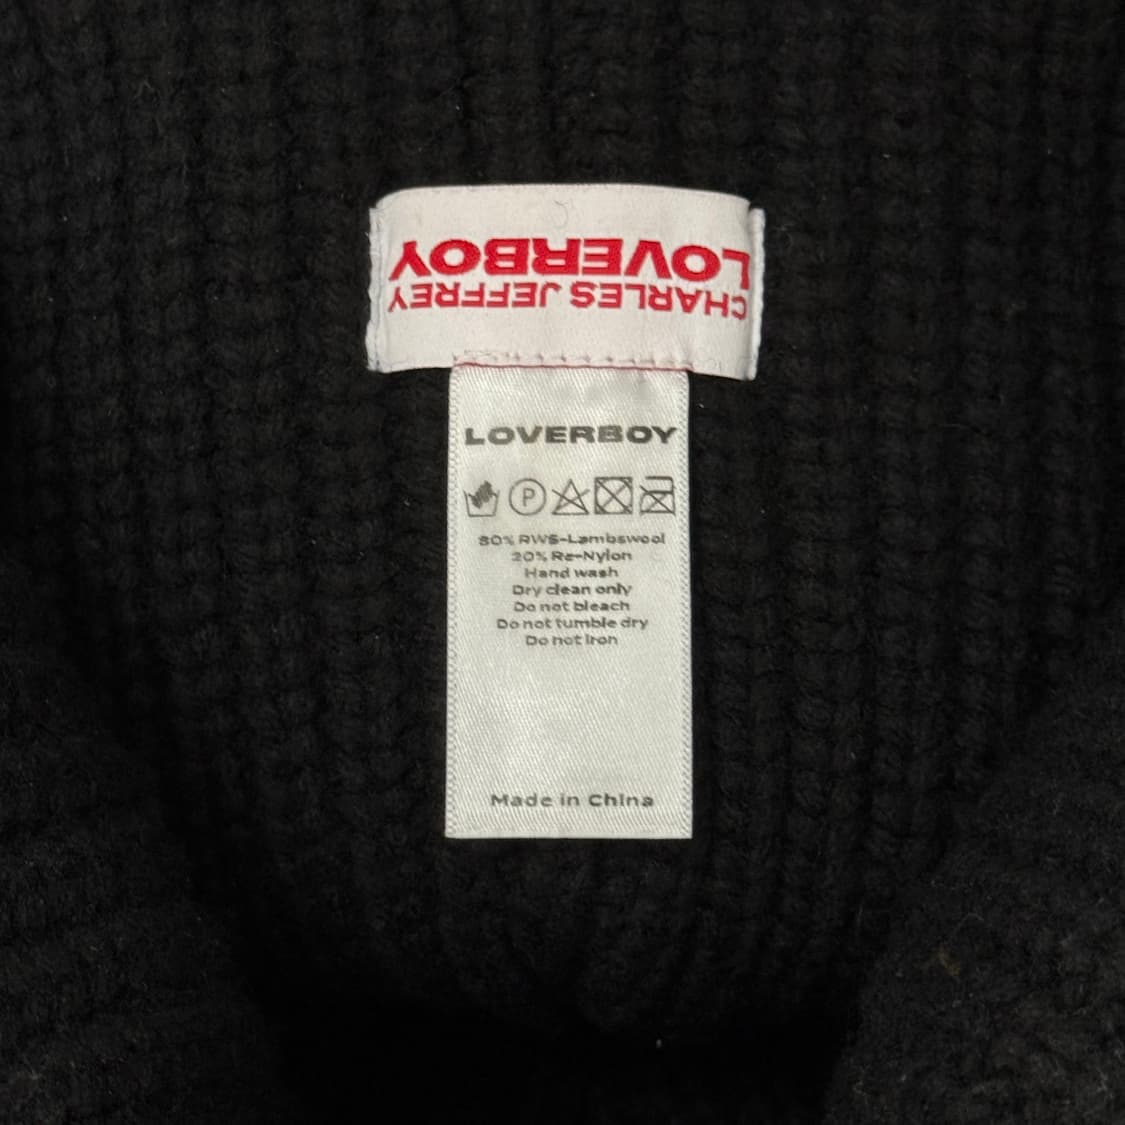 CHARLES JEFFREY
LOVERBOY
LOVERBOY
P
80% RWS-Lambswool
20% Re-Nylon
Hand wash
Dry clean only
Do not bleach
Do not tumble dry
Do not iron
Made in China